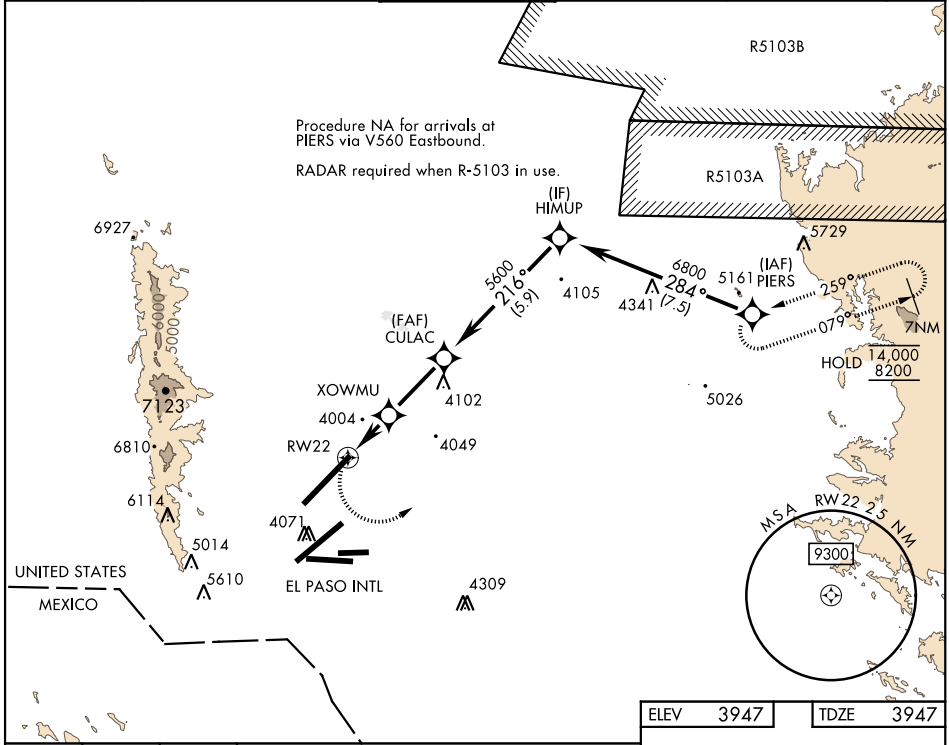 R5103B
Procedure NA for arrivals at
PIERS via V560 Eastbound.
RADAR required when R-5103 in use.
R5103A
(IF)
HIMUP
6927
5729
5600
216°
(5.9)
4105
6800
284°
(7.5)
4341
5161
(IAF)
PIERS
259°
079°
7NM
HOLD
14,000
8200
6000
5000
(FAF)
CULAC
XOWMU
4102
5026
7123
4004
4049
6810
RW22
6114
4071
MSA RW22 25 NM
5014
9300
UNITED STATES
5610
EL PASO INTL
4309
MEXICO
ELEV 3947
TDZE 3947